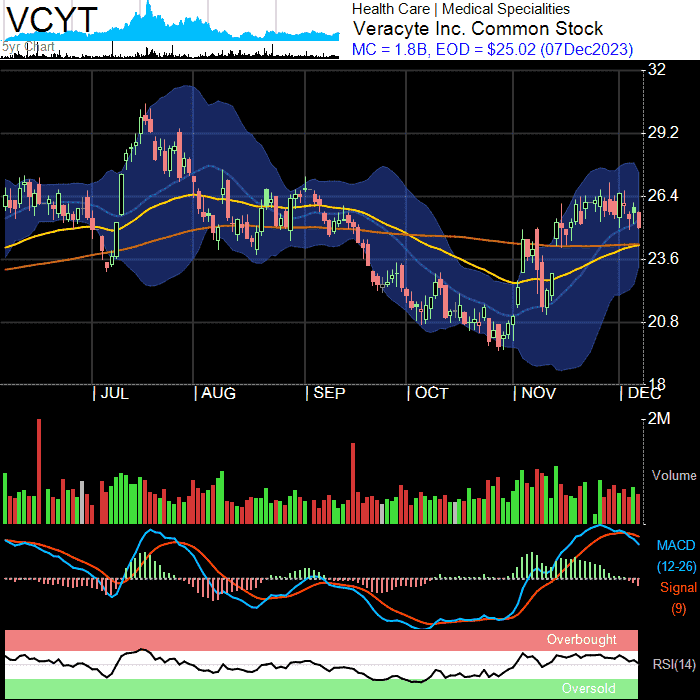 VCYT
5yr Chart
Health Care | Medical Specialities
Veracyte Inc. Common Stock
MC = 1.8B, EOD = $25.02 (07Dec2023)
32
29.2
26.4
23.6
20.8
18
| JUL | AUG | SEP | OCT | NOV | DEC
2M
Volume
MACD
(12-26)
Signal
(9)
Overbought
RSI(14)
Oversold